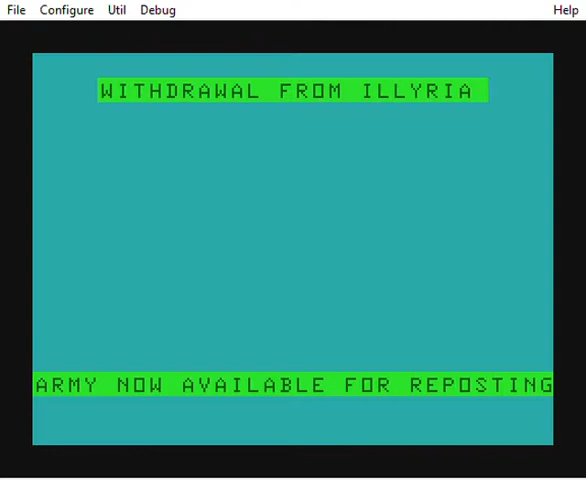 File Configure Util Debug Help
WITHDRAWAL FROM ILLYRIA
ARMY NOW AVAILABLE FOR REPOSTING